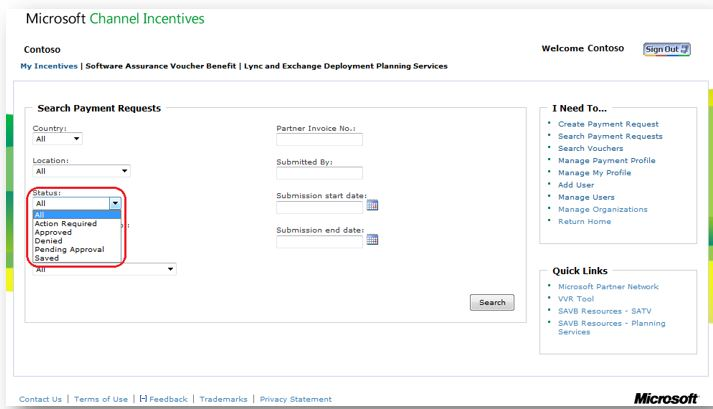 Microsoft Channel Incentives
Contoso
Welcome Contoso
Sign Out
My Incentives | Software Assurance Voucher Benefit | Lync and Exchange Deployment Planning Services
Search Payment Requests
Country:
All
Location:
All
Status:
All
All
Action Required
Approved
Denied
Pending Approval
Saved
All
Partner Invoice No.:
Submitted By:
Submission start date:
Submission end date:
Search
I Need To...
Create Payment Request
Search Payment Requests
Search Vouchers
Manage Payment Profile
Manage My Profile
Add User
Manage Users
Manage Organizations
Return Home
Quick Links
Microsoft Partner Network
VVR Tool
SAVB Resources - SATV
SAVB Resources - Planning
Services
Contact Us | Terms of Use | [-] Feedback | Trademarks | Privacy Statement
Microsoft